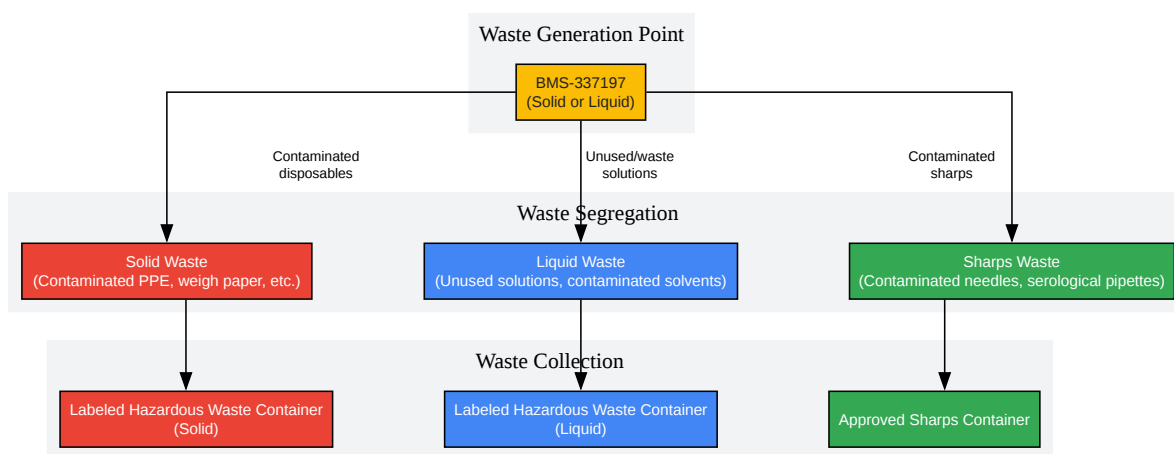 Waste Generation Point
BMS-337197
(Solid or Liquid)
Contaminated
disposables
Unused/waste
solutions
Contaminated
sharps
Waste Segregation
Solid Waste
(Contaminated PPE, weigh paper, etc.)
Liquid Waste
(Unused solutions, contaminated solvents)
Sharps Waste
(Contaminated needles, serological pipettes)
Waste Collection
Labeled Hazardous Waste Container
(Solid)
Labeled Hazardous Waste Container
(Liquid)
Approved Sharps Container